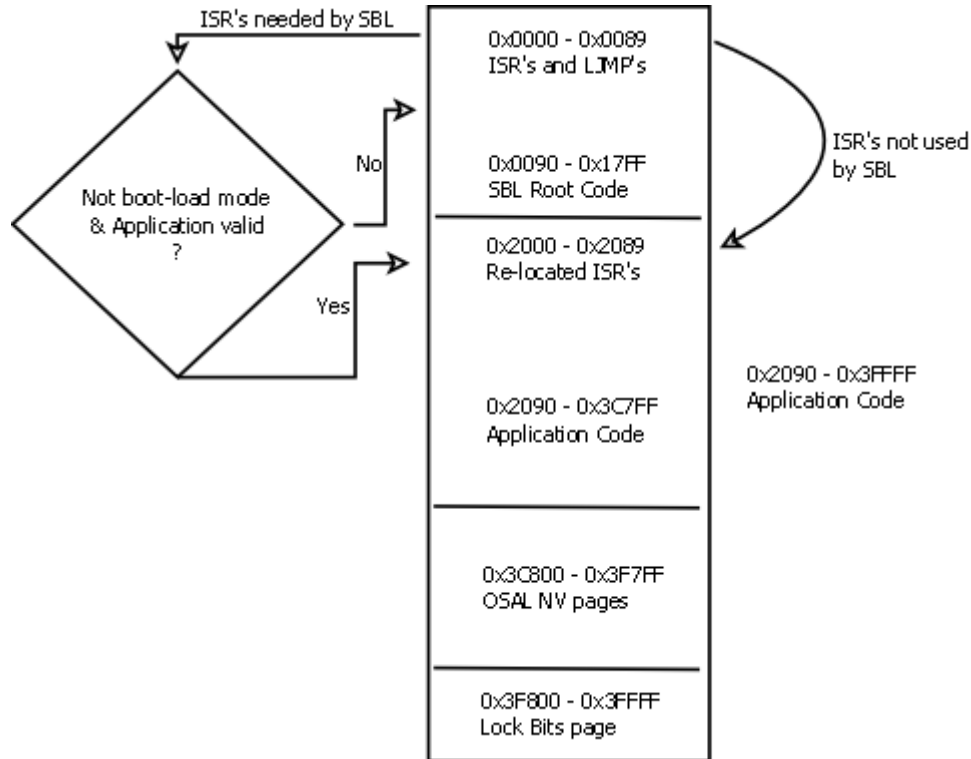 ISR's needed by SBL
0x0000 - 0x0089
ISR's and LJMP's
ISR's not used
by SBL
No
0x0090 - 0x17FF
SBL Root Code
Not boot-load mode
& Application valid
?
0x2000 - 0x2089
Re-located ISR's
Yes
0x2090 - 0x3FFFF
Application Code
0x2090 - 0x3C7FF
Application Code
0x3C800 - 0x3F7FF
OSAL NV pages
0x3F800 - 0x3FFFF
Lock Bits page